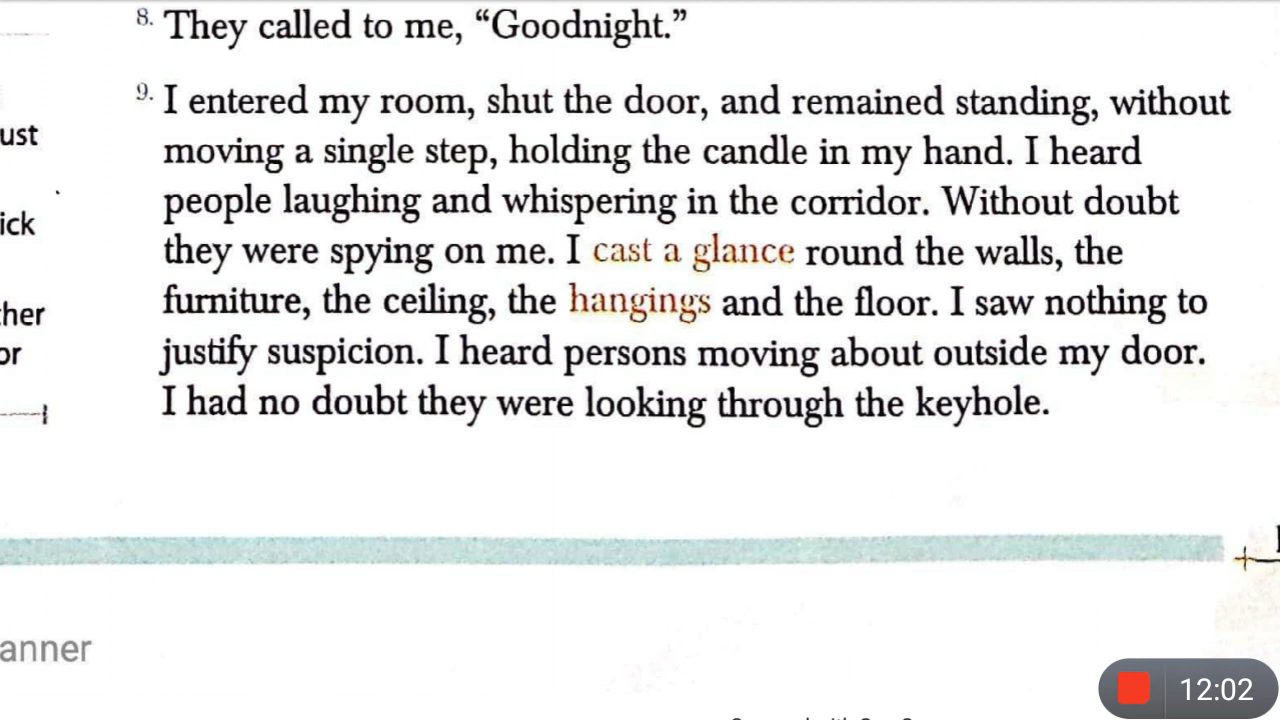 8. They called to me, “Goodnight.”
9. I entered my room, shut the door, and remained standing, without
ust
moving a single step, holding the candle in my hand. I heard
people laughing and whispering in the corridor. Without doubt
ick
they were spying on me. I cast a glance round the walls, the
furniture, the ceiling, the hangings and the floor. I saw nothing to
her
justify suspicion. I heard persons moving about outside my door.
or
I had no doubt they were looking through the keyhole.
anner
12:02